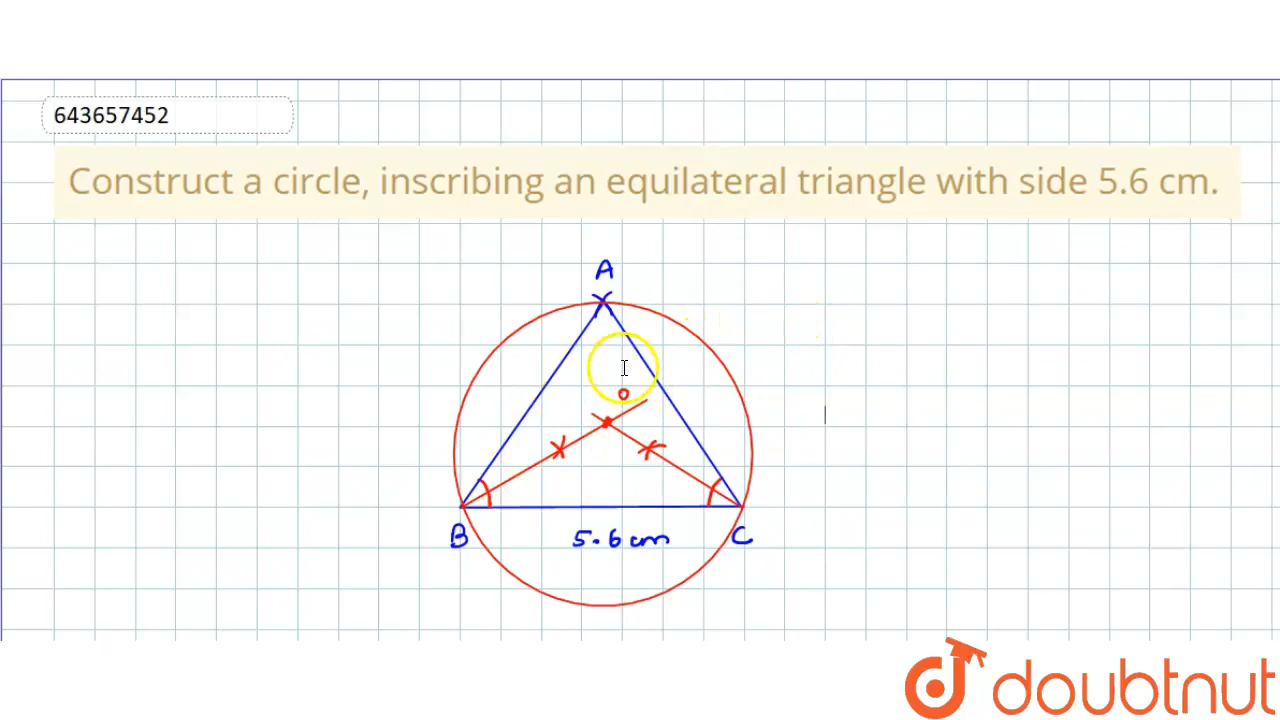 643657452
Construct a circle, inscribing an equilateral triangle with side 5.6 cm.
A
O
B 5.6 cm C
doubtnut